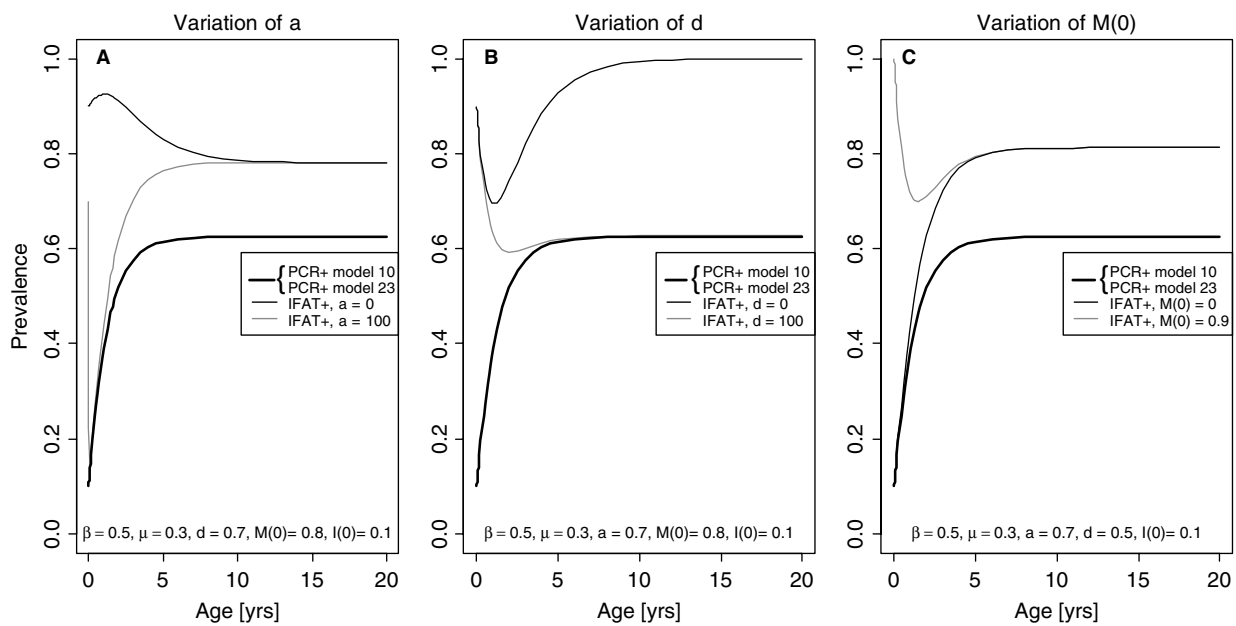 Variation of a
Variation of d
Variation of M(0)
Prevalence
A
1.0
0.8
0.6
0.4
0.2
0.0
{ PCR+ model 10
PCR+ model 23
IFAT+, a = 0
IFAT+, a = 100
β = 0.5, μ = 0.3, d = 0.7, M(0)= 0.8, I(0)= 0.1
0 5 10 15 20
Age [yrs]
B
1.0
0.8
0.6
0.4
0.2
0.0
{ PCR+ model 10
PCR+ model 23
IFAT+, d = 0
IFAT+, d = 100
β = 0.5, μ = 0.3, a = 0.7, M(0)= 0.8, I(0)= 0.1
0 5 10 15 20
Age [yrs]
C
1.0
0.8
0.6
0.4
0.2
0.0
{ PCR+ model 10
PCR+ model 23
IFAT+, M(0) = 0
IFAT+, M(0) = 0.9
β = 0.5, μ = 0.3, a = 0.7, d = 0.5, I(0)= 0.1
0 5 10 15 20
Age [yrs]